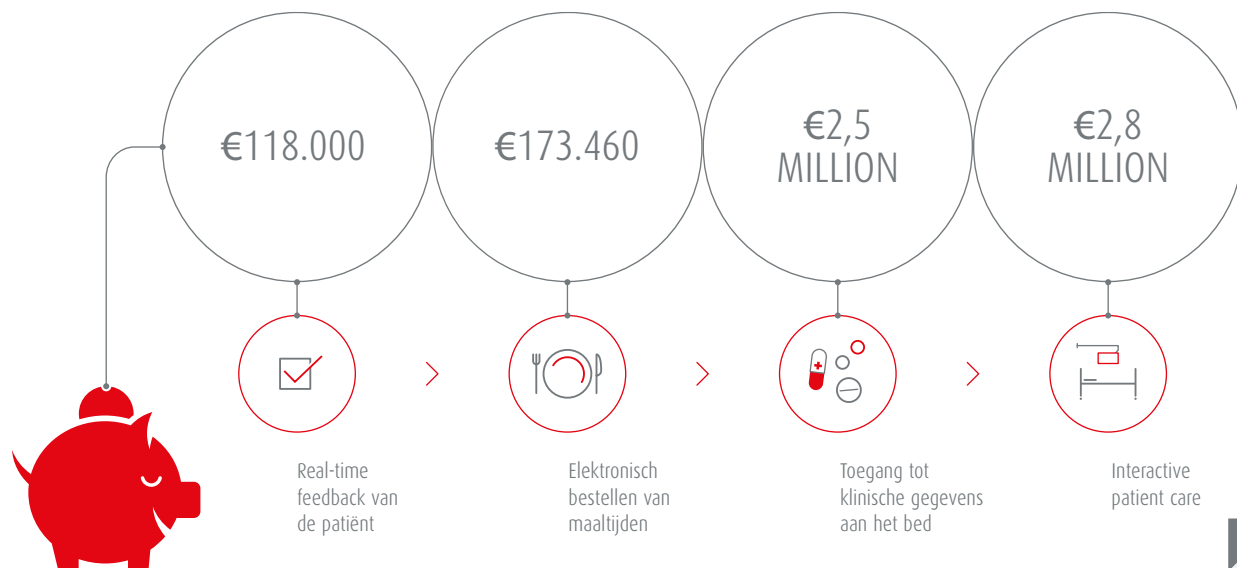 €118.000
€173.460
€2,5
MILLION
€2,8
MILLION
Real-time
feedback van
de patiënt
Elektronisch
bestellen van
maaltijden
Toegang tot
klinische gegevens
aan het bed
Interactive
patient care